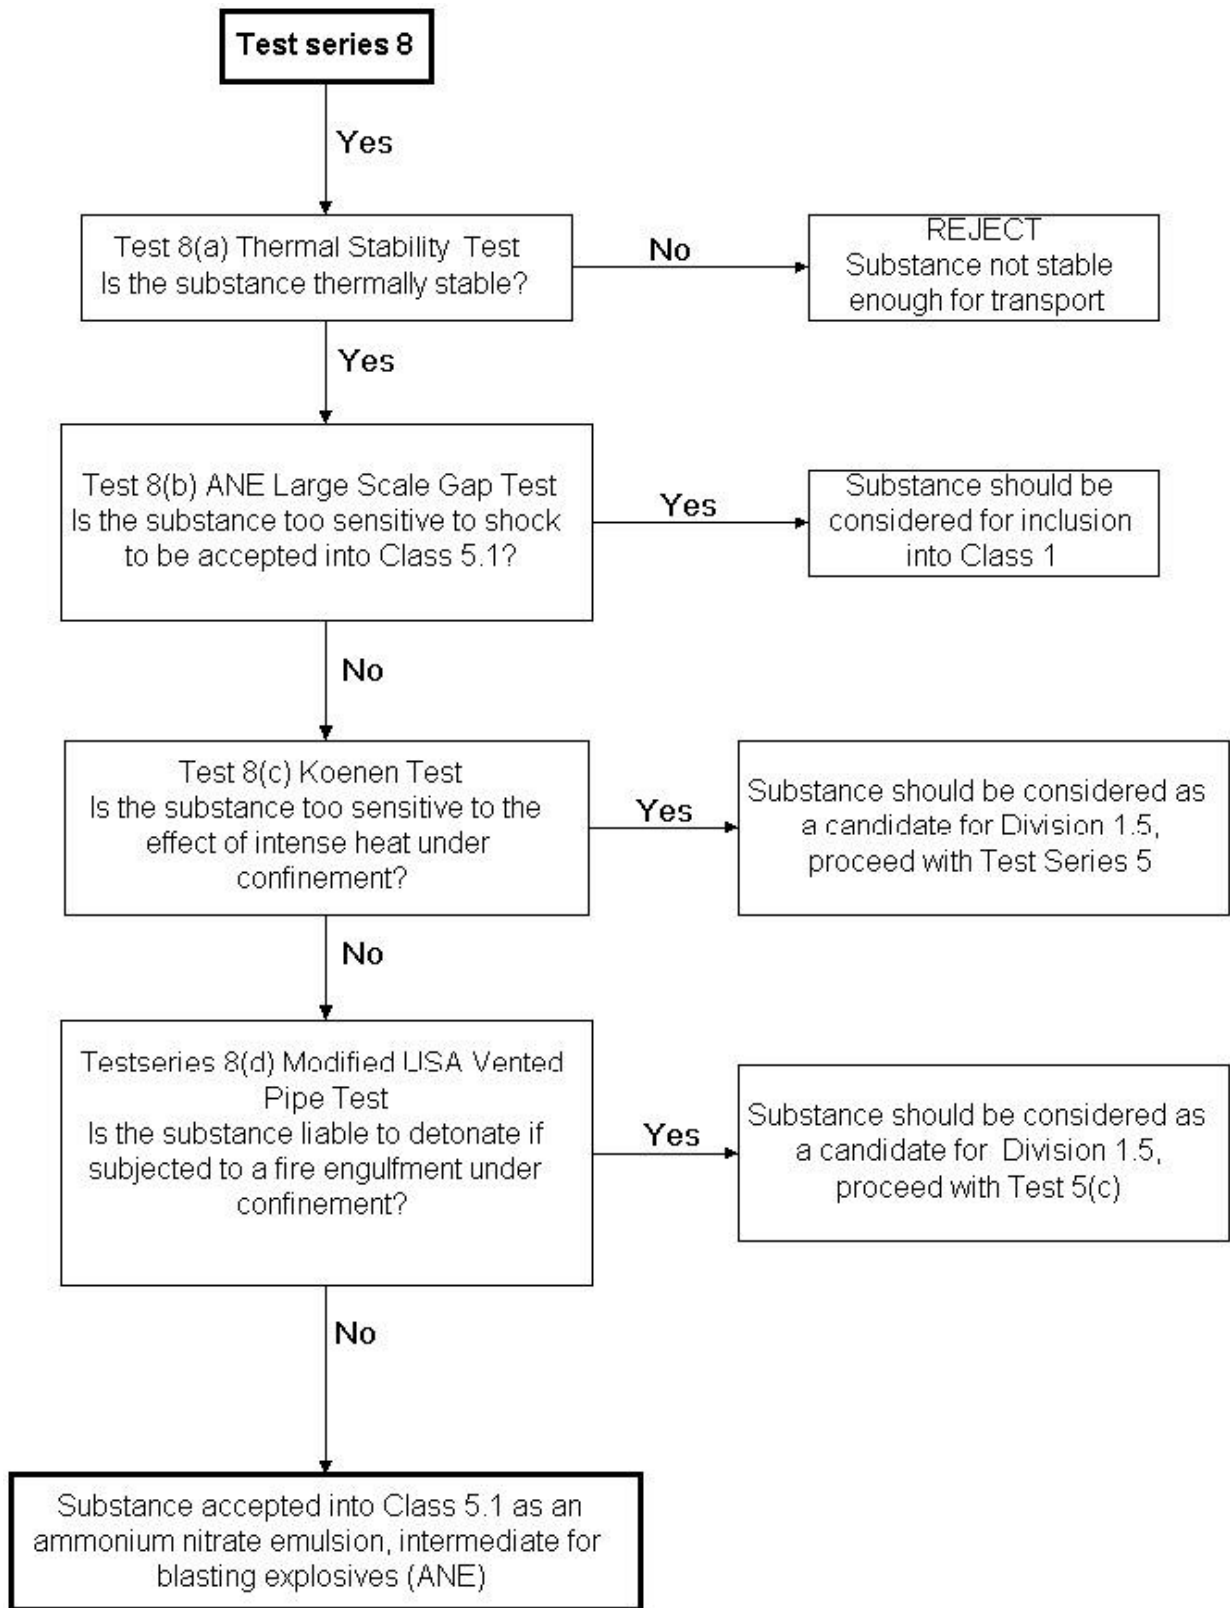 Test series 8
Yes
Test 8(a) Thermal Stability Test
Is the substance thermally stable?
No
REJECT
Substance not stable
enough for transport
Yes
Test 8(b) ANE Large Scale Gap Test
Is the substance too sensitive to shock
to be accepted into Class 5.1?
Yes
Substance should be
considered for inclusion
into Class 1
No
Test 8(c) Koenen Test
Is the substance too sensitive to the
effect of intense heat under
confinement?
Yes
Substance should be considered as
a candidate for Division 1.5,
proceed with Test Series 5
No
Testseries 8(d) Modified USA Vented
Pipe Test
Is the substance liable to detonate if
subjected to a fire engulfment under
confinement?
Yes
Substance should be considered as
a candidate for Division 1.5,
proceed with Test 5(c)
No
Substance accepted into Class 5.1 as an
ammonium nitrate emulsion, intermediate for
blasting explosives (ANE)